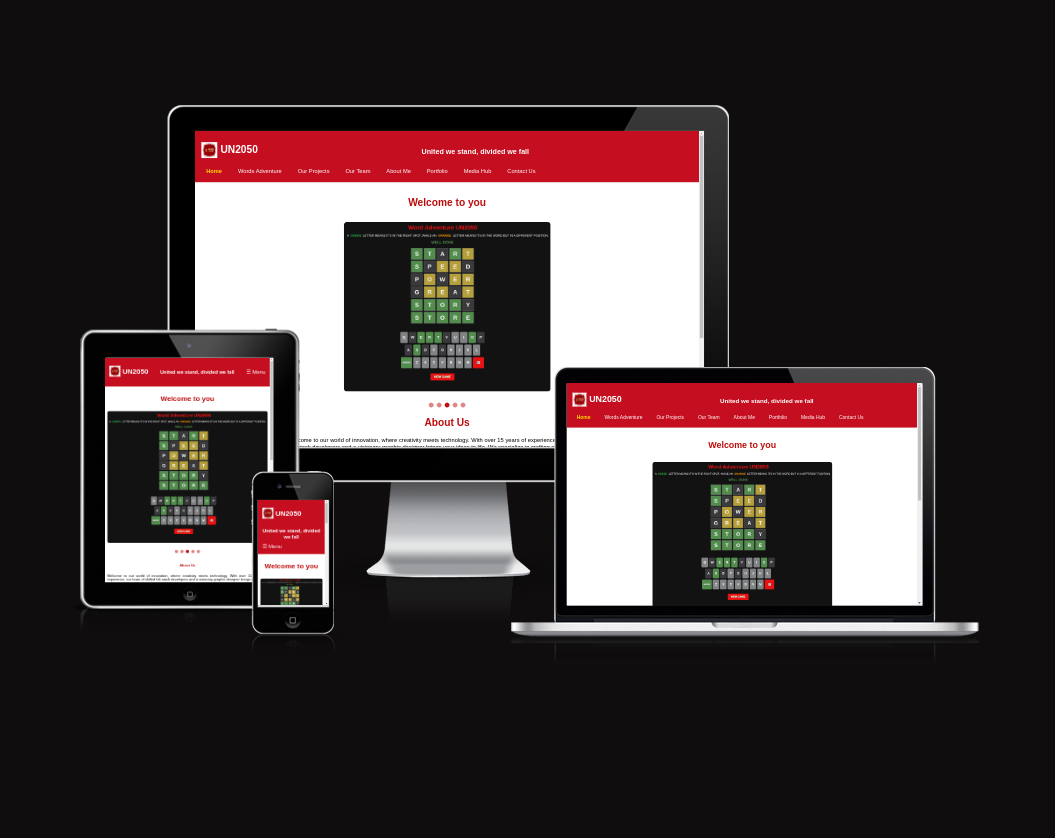 UN2050
United we stand, divided we fall
Home Words Adventure Our Projects Our Team About Me Portfolio Media Hub Contact Us
Welcome to you
Word Adventure UN2050
WELL DONE
S T A R T
S P E E D
P O W E R
G R E A T
S T O R Y
S T O R E
Q W E R T Y U I O P
NEW GAME
About Us
come to our world of innovation, where creativity meets technology. With over 15 years of experience
UN2050
United we stand, divided we fall
☰ Menu
Welcome to you
Word Adventure UN2050
S T A R T
S P E E D
P O W E R
G R E A T
S T O R Y
S T O R E
NEW GAME
About Us
Welcome to our world of innovation, where creativity meets technology. With over 15
UN2050
United we stand, divided
we fall
☰ Menu
Welcome to you
UN2050
United we stand, divided we fall
Home Words Adventure Our Projects Our Team About Me Portfolio Media Hub Contact Us
Welcome to you
Word Adventure UN2050
WELL DONE
S T A R T
S P E E D
P O W E R
G R E A T
S T O R Y
S T O R E
Q W E R T Y U I O P
NEW GAME